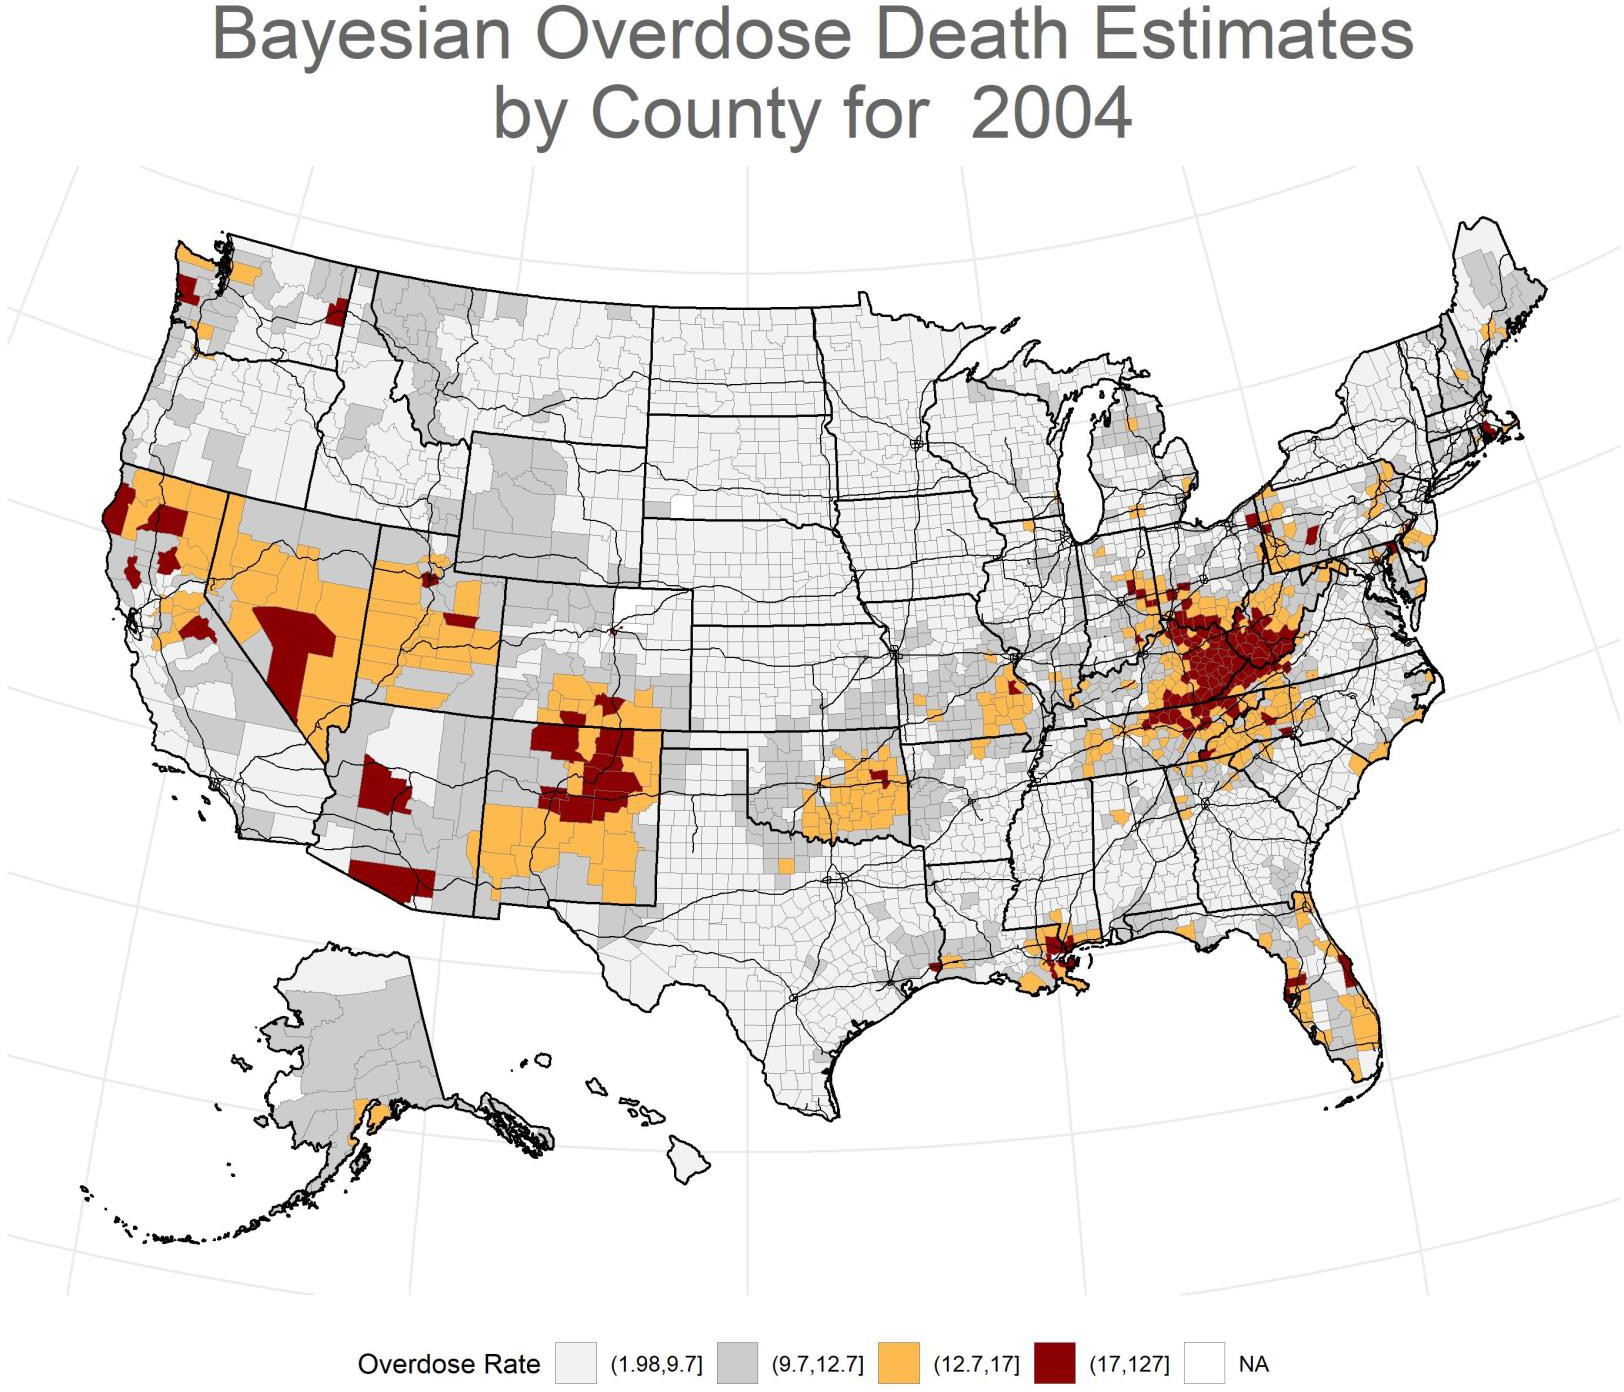 Bayesian Overdose Death Estimates
by County for  2004
Overdose Rate (1.98,9.7] (9.7,12.7] (12.7,17] (17,127] NA